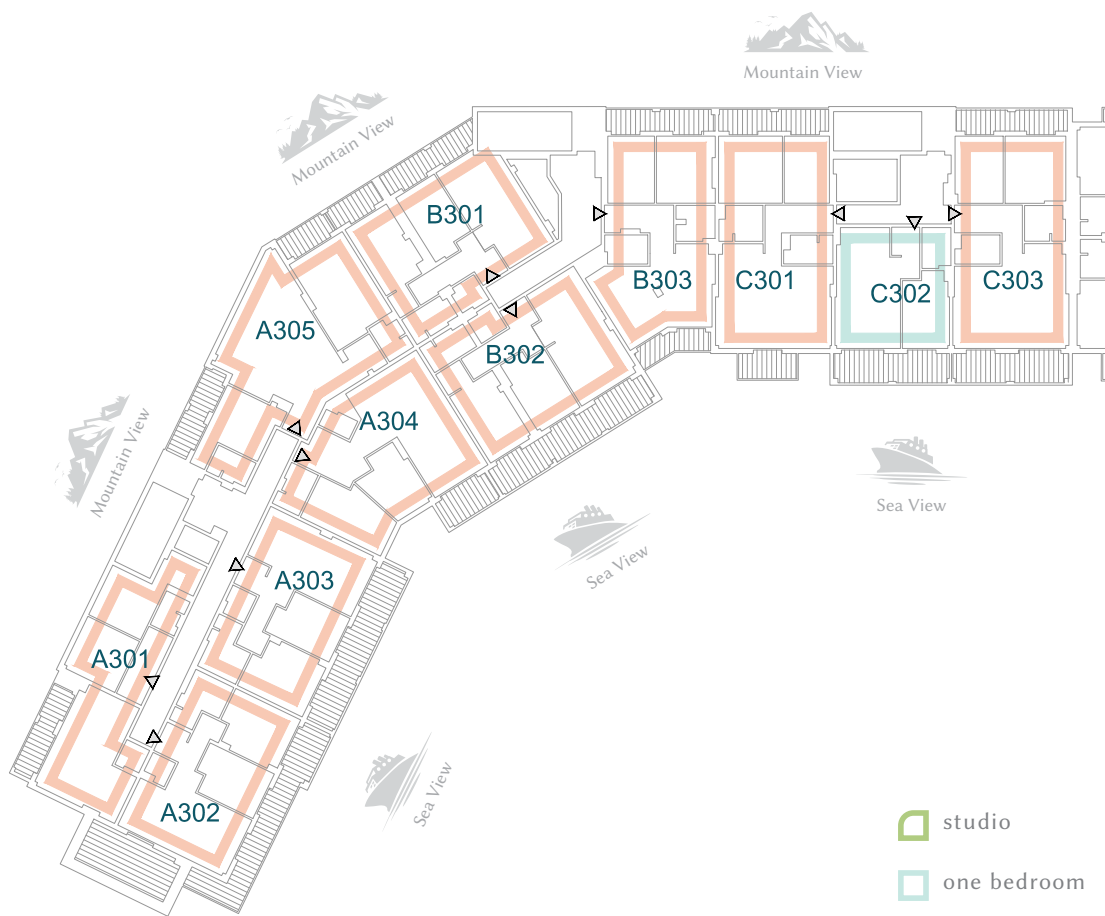 Mountain View
Mountain View
B301
B303
C301
C302
C303
A305
B302
A304
Mountain View
Sea View
Sea View
A303
A301
Sea View
A302
studio
one bedroom